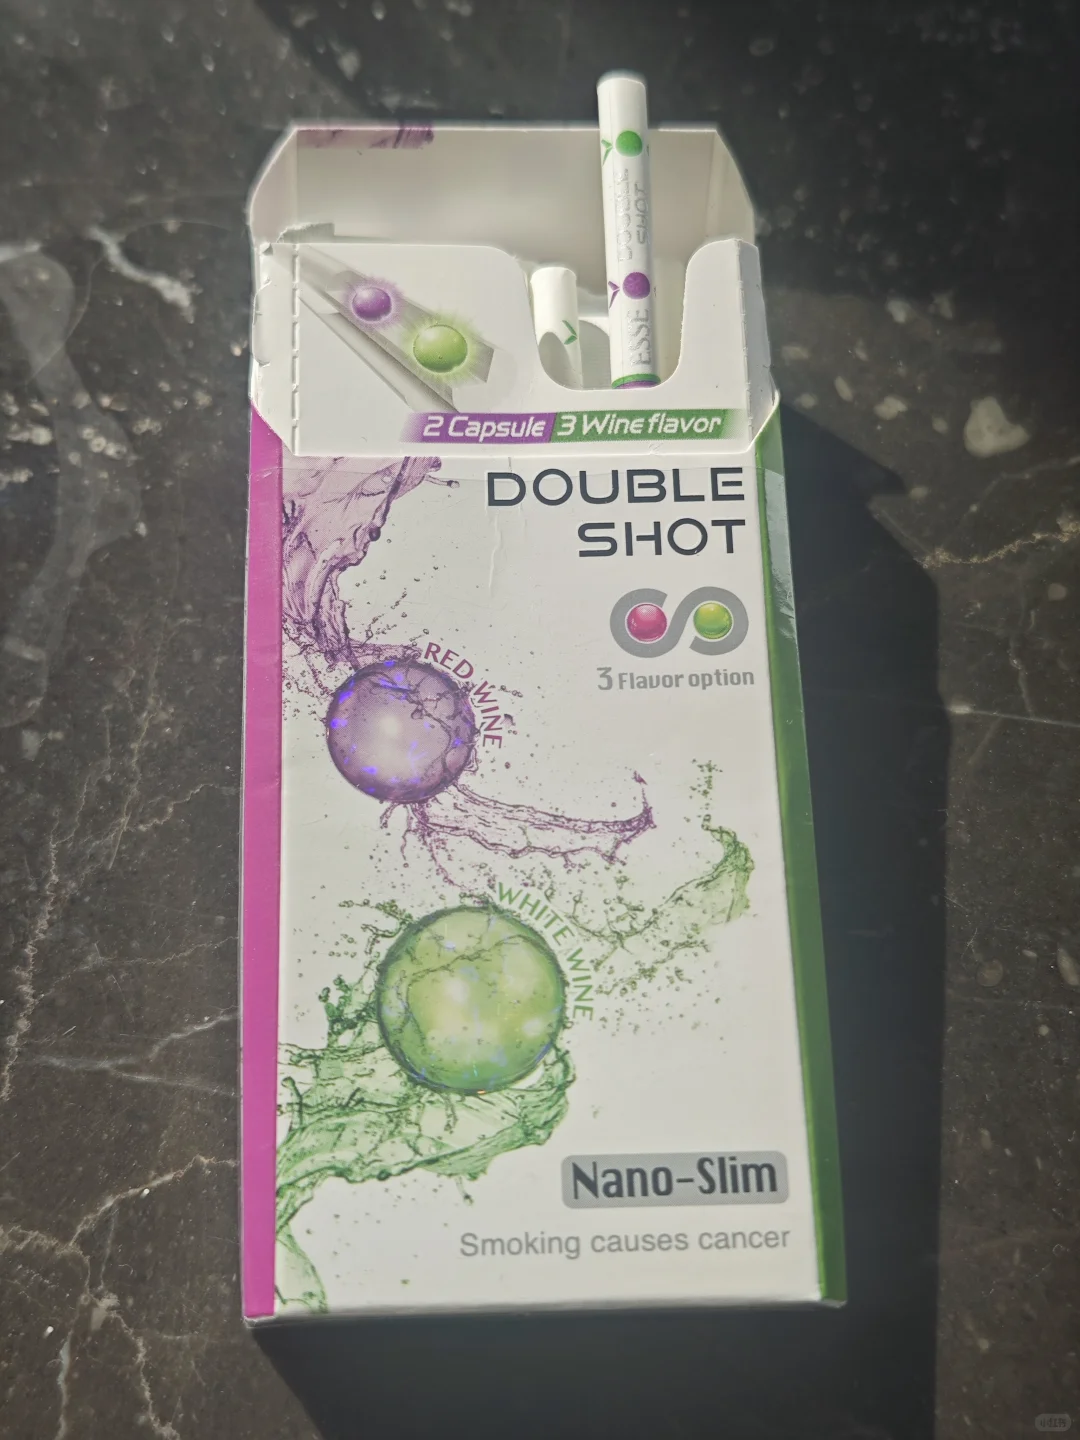 DOUBLE
SHOT
ESSE
2 Capsule 3 Wine flavor
DOUBLE
SHOT
3 Flavor option
RED WINE
WHITE WINE
Nano-Slim
Smoking causes cancer